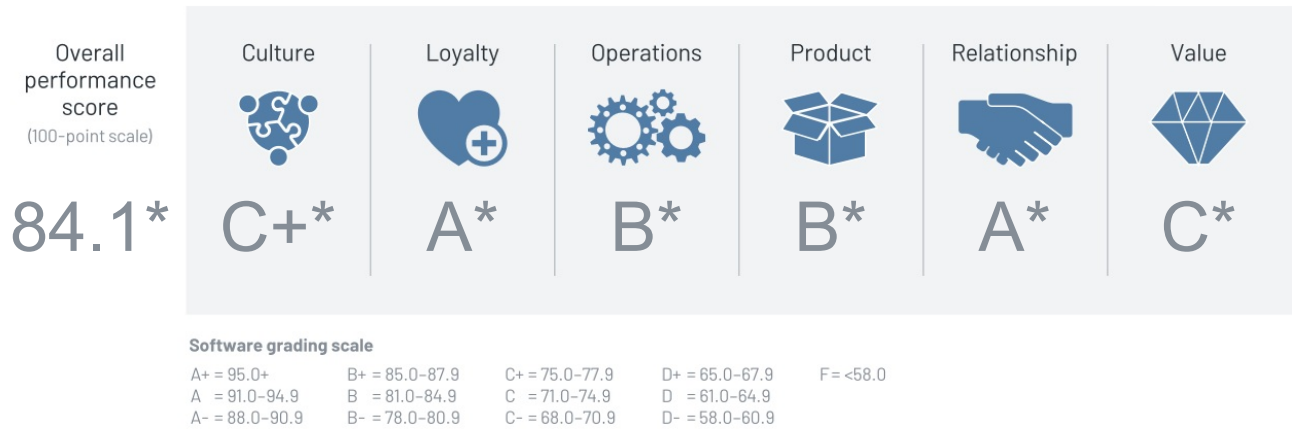 Overall
performance
score
(100-point scale)
84.1*
Culture
C+*
Loyalty
A*
Operations
B*
Product
B*
Relationship
A*
Value
C*
Software grading scale
A+ = 95.0+
A = 91.0–94.9
A- = 88.0–90.9
B+ = 85.0–87.9
B = 81.0–84.9
B- = 78.0–80.9
C+ = 75.0–77.9
C = 71.0–74.9
C- = 68.0–70.9
D+ = 65.0–67.9
D = 61.0–64.9
D- = 58.0–60.9
F = <58.0